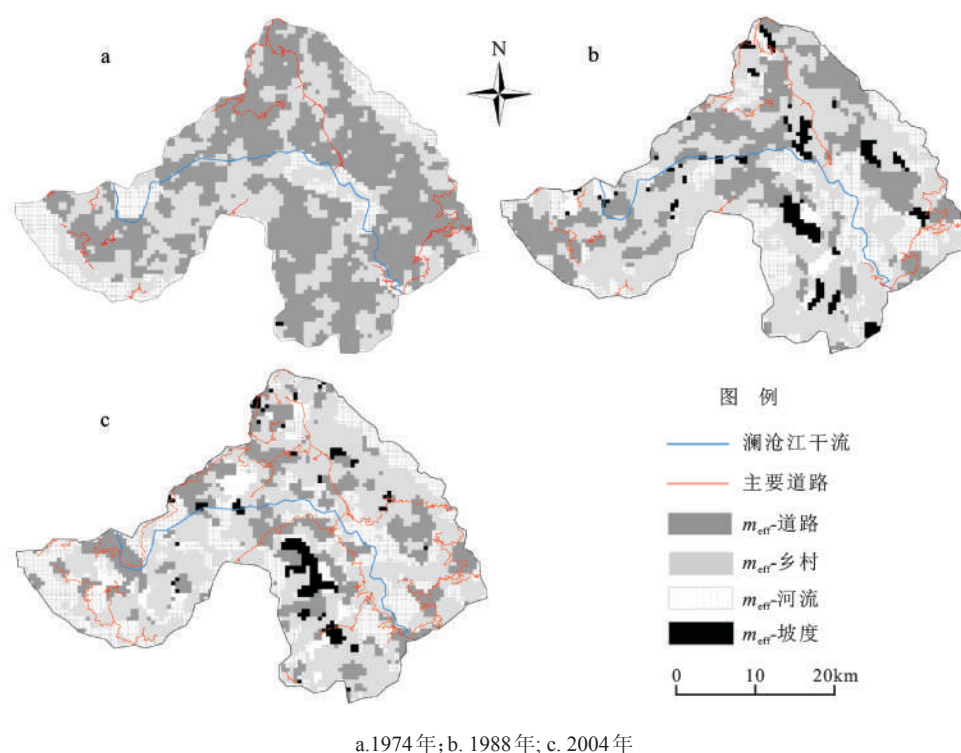 a
N
b
c
图 例
澜沧江干流
主要道路
meff-道路
meff-乡村
meff-河流
meff-坡度
0 10 20km
a.1974年; b. 1988年; c. 2004年